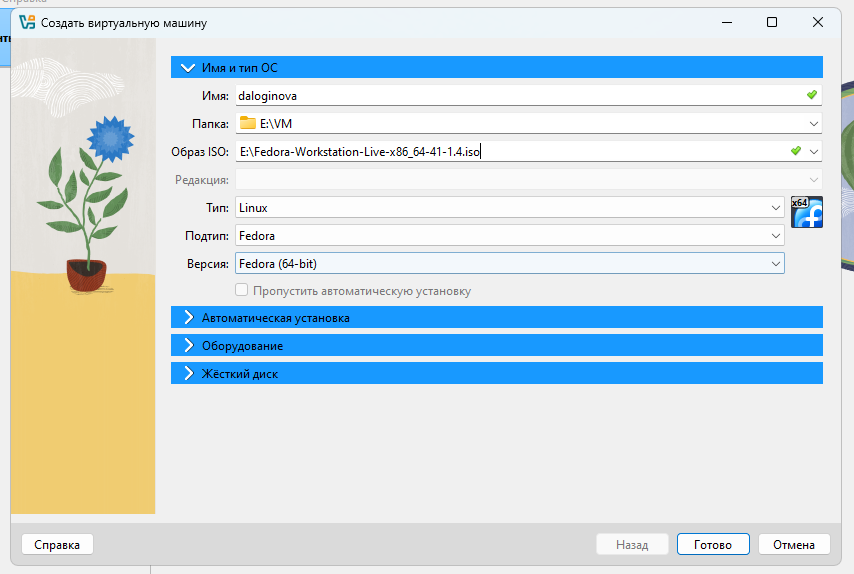 Справка
Создать виртуальную машину
Имя и тип ОС
Имя: daloginova
Папка: E:\VM
Образ ISO: E:\Fedora-Workstation-Live-x86_64-41-1.4.iso
Редакция:
Тип: Linux
x64
Подтип: Fedora
Версия: Fedora (64-bit)
Пропустить автоматическую установку
Автоматическая установка
Оборудование
Жёсткий диск
Справка Назад Готово Отмена